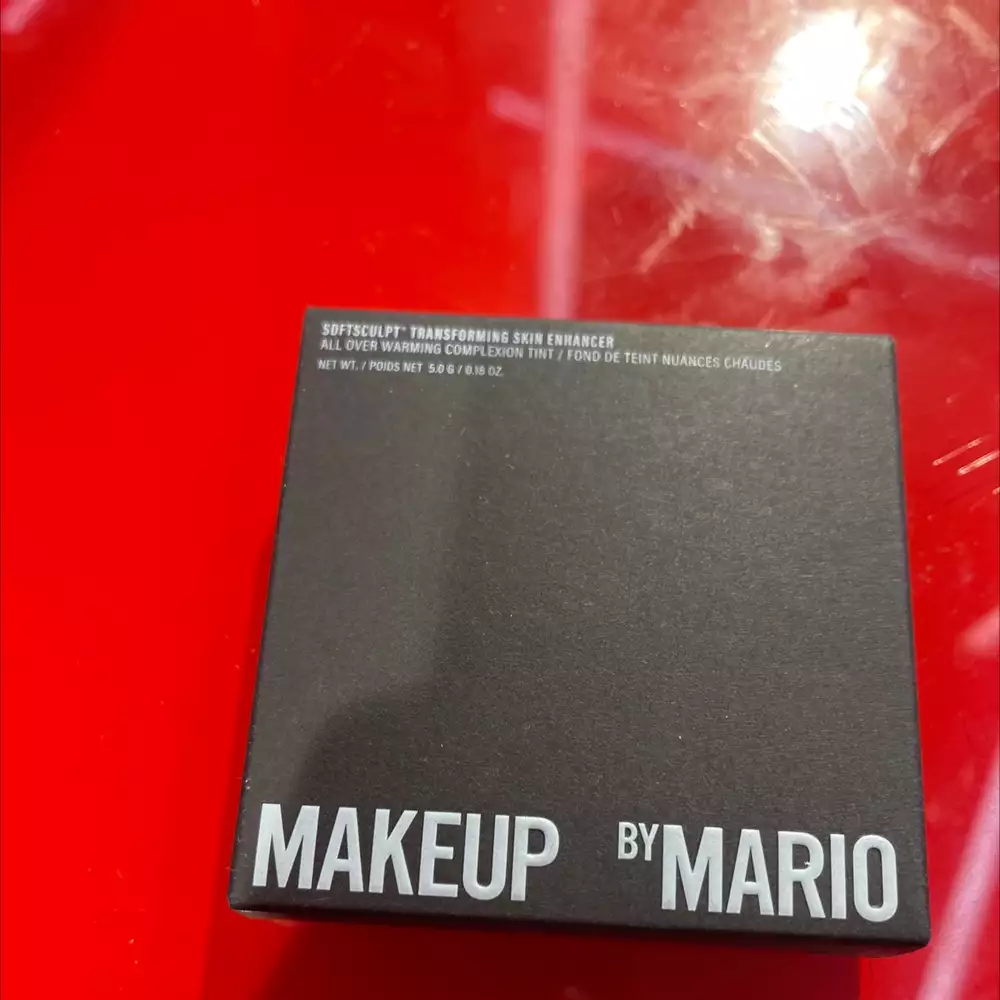 SOFTSCULPT™ TRANSFORMING SKIN ENHANCER
ALL OVER WARMING COMPLEXION TINT / FOND DE TEINT NUANCES CHAUDES
NET WT. / POIDS NET 5.0 G / 0.18 OZ.
MAKEUP BY MARIO